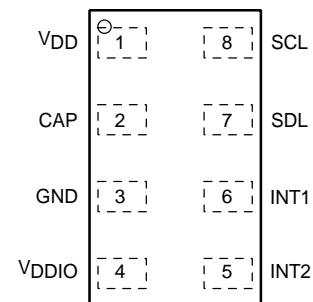 VDD 1 8 SCL
CAP 2 7 SDL
GND 3 6 INT1
VDDIO 4 5 INT2